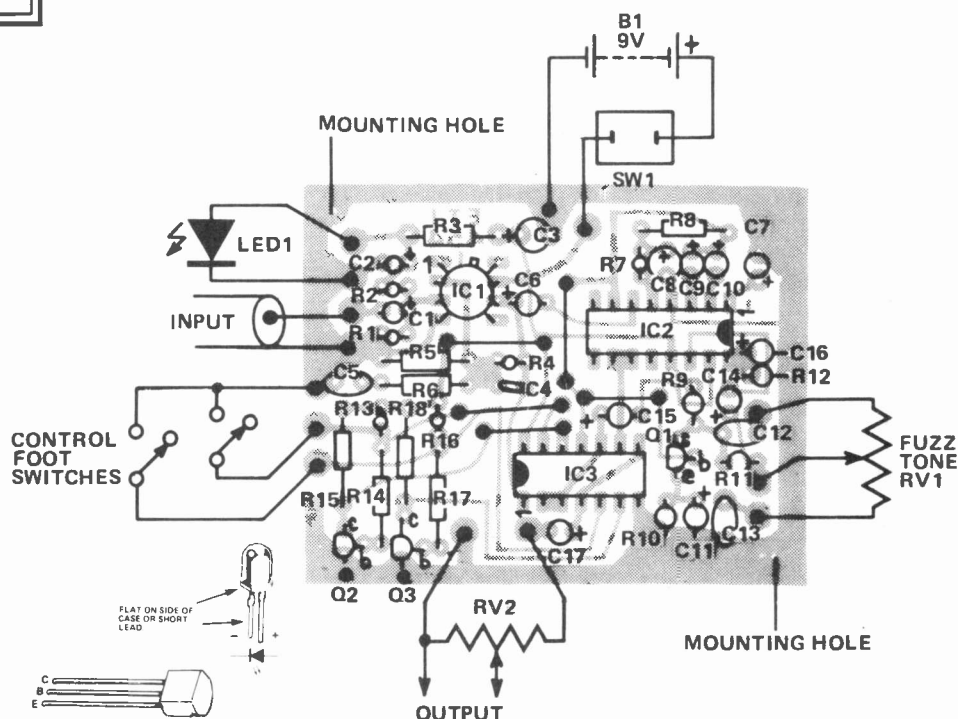 B1
9V
+
MOUNTING HOLE
SW1
R3
+
C3
R8
C7
LED1
C2
+
1
IC1
C6
+
R7
C8
C9
C10
+
R2
INPUT
C1
+
R1
IC2
1
+
C16
R5
R4
C5
R6
C4
R9
C14
R12
R13
R18
R16
C15
+
Q1
C12
CONTROL
FOOT
SWITCHES
FUZZ
TONE
RV1
IC3
b
R11
R15
R14
R17
1
c
c
b
b
C17
+
R10
C11
C13
Q2
Q3
RV2
FLAT ON SIDE OF
CASE OR SHORT
LEAD
- +
MOUNTING HOLE
C
B
E
OUTPUT